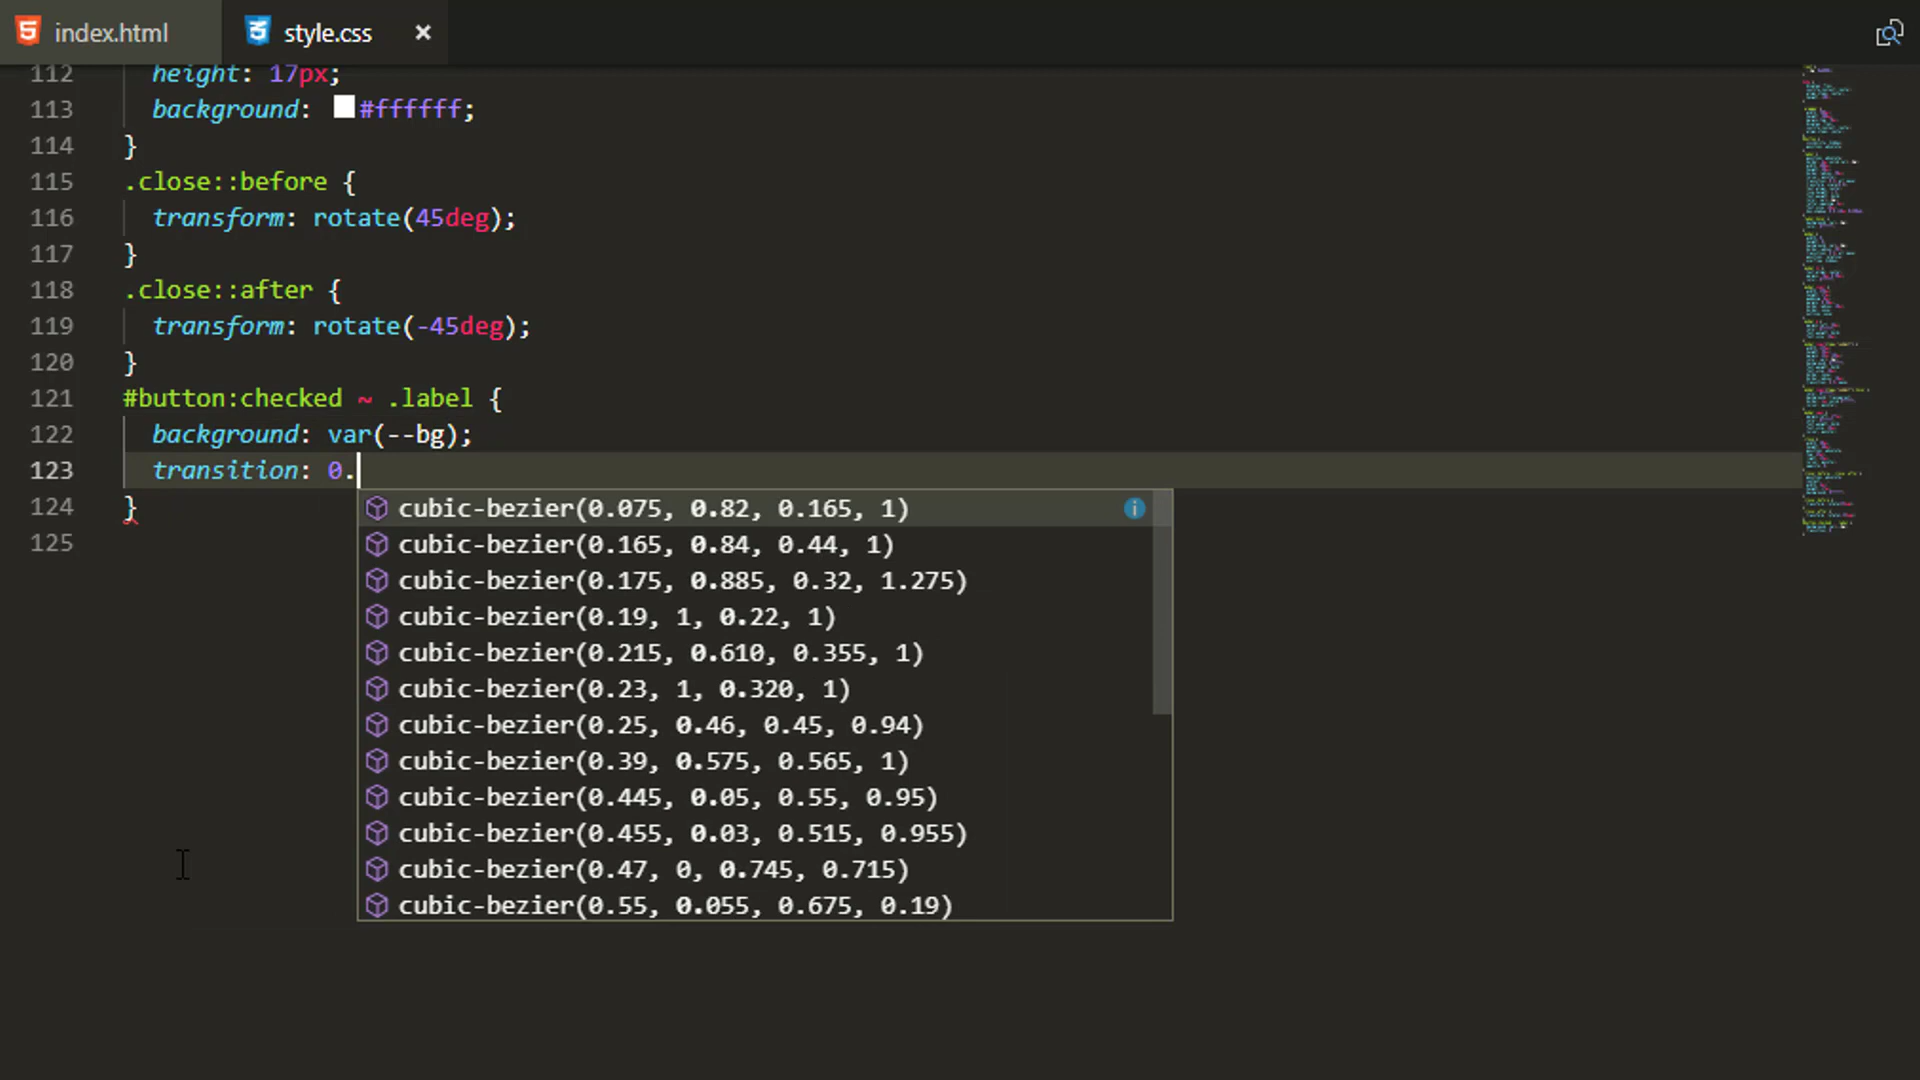 index.html
style.css
112 height: 17px;
113 background: #ffffff;
114 }
115 .close::before {
116 transform: rotate(45deg);
117 }
118 .close::after {
119 transform: rotate(-45deg);
120 }
121 #button:checked ~ .label {
122 background: var(--bg);
123 transition: 0.
124 }
125
cubic-bezier(0.075, 0.82, 0.165, 1)
cubic-bezier(0.165, 0.84, 0.44, 1)
cubic-bezier(0.175, 0.885, 0.32, 1.275)
cubic-bezier(0.19, 1, 0.22, 1)
cubic-bezier(0.215, 0.610, 0.355, 1)
cubic-bezier(0.23, 1, 0.320, 1)
cubic-bezier(0.25, 0.46, 0.45, 0.94)
cubic-bezier(0.39, 0.575, 0.565, 1)
cubic-bezier(0.445, 0.05, 0.55, 0.95)
cubic-bezier(0.455, 0.03, 0.515, 0.955)
cubic-bezier(0.47, 0, 0.745, 0.715)
cubic-bezier(0.55, 0.055, 0.675, 0.19)